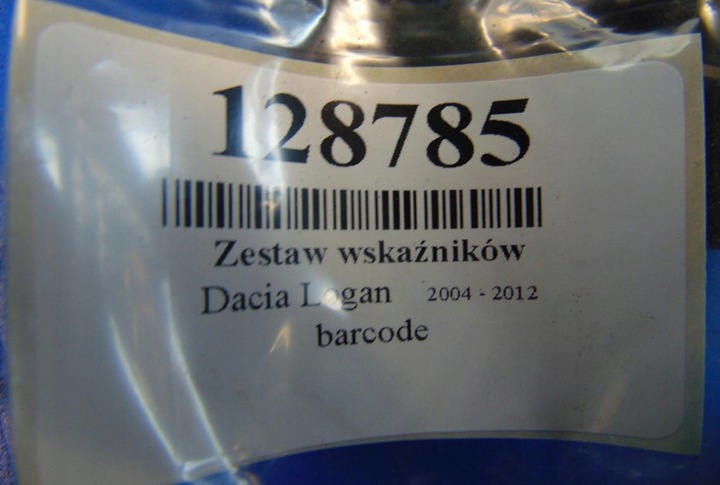 128785
Zestaw wskaźników
Dacia Logan 2004 - 2012
barcode